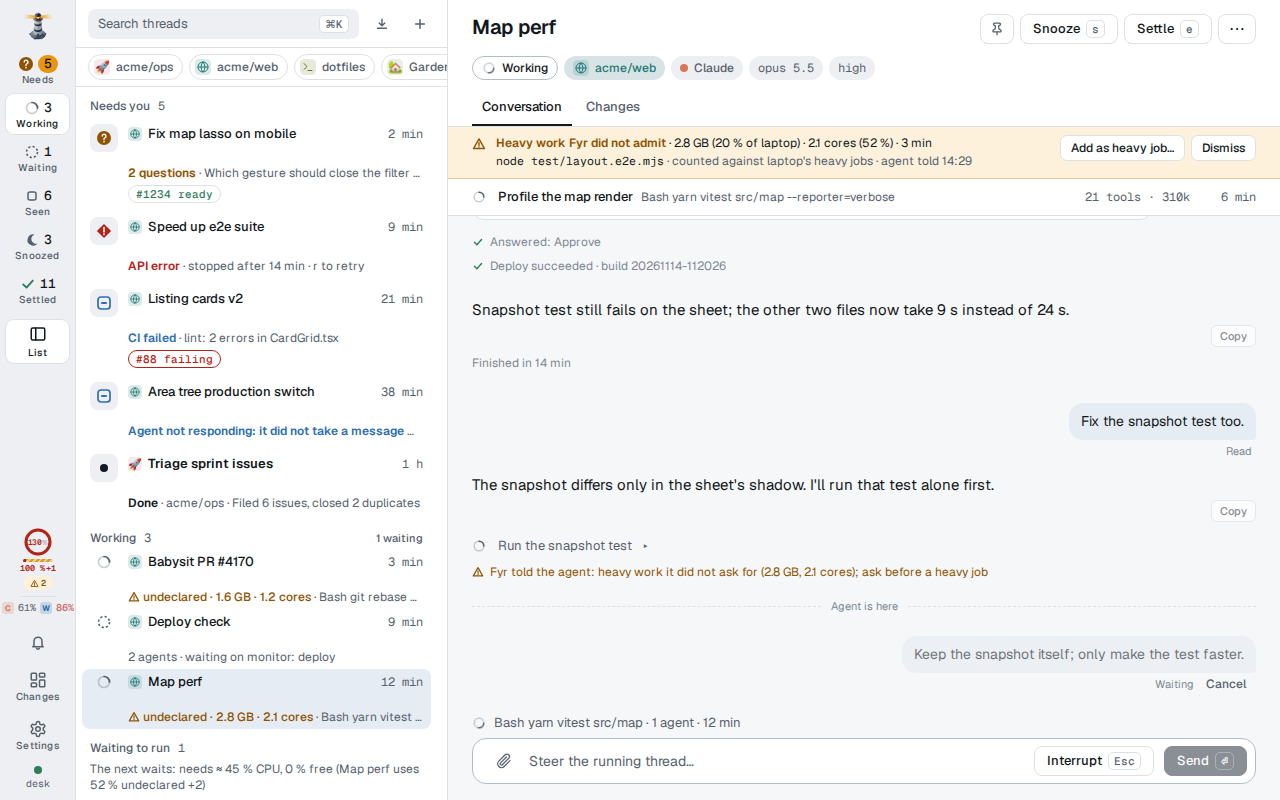 5
Needs
3
Working
1
Waiting
6
Seen
3
Snoozed
11
Settled
List
130%
100 %+1
2
C 61% W 86%
Changes
Settings
desk
Search threads ⌘K
acme/ops acme/web dotfiles Garden
Needs you 5
Fix map lasso on mobile 2 min
2 questions · Which gesture should close the filter …
#1234 ready
Speed up e2e suite 9 min
API error · stopped after 14 min · r to retry
Listing cards v2 21 min
CI failed · lint: 2 errors in CardGrid.tsx
#88 failing
Area tree production switch 38 min
Agent not responding: it did not take a message …
Triage sprint issues 1 h
Done · acme/ops · Filed 6 issues, closed 2 duplicates
Working 3 1 waiting
Babysit PR #4170 3 min
undeclared · 1.6 GB · 1.2 cores · Bash git rebase …
Deploy check 9 min
2 agents · waiting on monitor: deploy
Map perf 12 min
undeclared · 2.8 GB · 2.1 cores · Bash yarn vitest …
Waiting to run 1
The next waits: needs ≈ 45 % CPU, 0 % free (Map perf uses
52 % undeclared +2)
Map perf
Snooze s Settle e ⋯
Working acme/web Claude opus 5.5 high
Conversation Changes
Heavy work Fyr did not admit · 2.8 GB (20 % of laptop) · 2.1 cores (52 %) · 3 min
node test/layout.e2e.mjs · counted against laptop's heavy jobs · agent told 14:29
Add as heavy job… Dismiss
Profile the map render Bash yarn vitest src/map --reporter=verbose 21 tools · 310k 6 min
Answered: Approve
Deploy succeeded · build 20261114-112026
Snapshot test still fails on the sheet; the other two files now take 9 s instead of 24 s.
Copy
Finished in 14 min
Fix the snapshot test too.
Read
The snapshot differs only in the sheet's shadow. I'll run that test alone first.
Copy
Run the snapshot test ▸
Fyr told the agent: heavy work it did not ask for (2.8 GB, 2.1 cores); ask before a heavy job
Agent is here
Keep the snapshot itself; only make the test faster.
Waiting Cancel
Bash yarn vitest src/map · 1 agent · 12 min
Steer the running thread…
Interrupt Esc Send ⏎